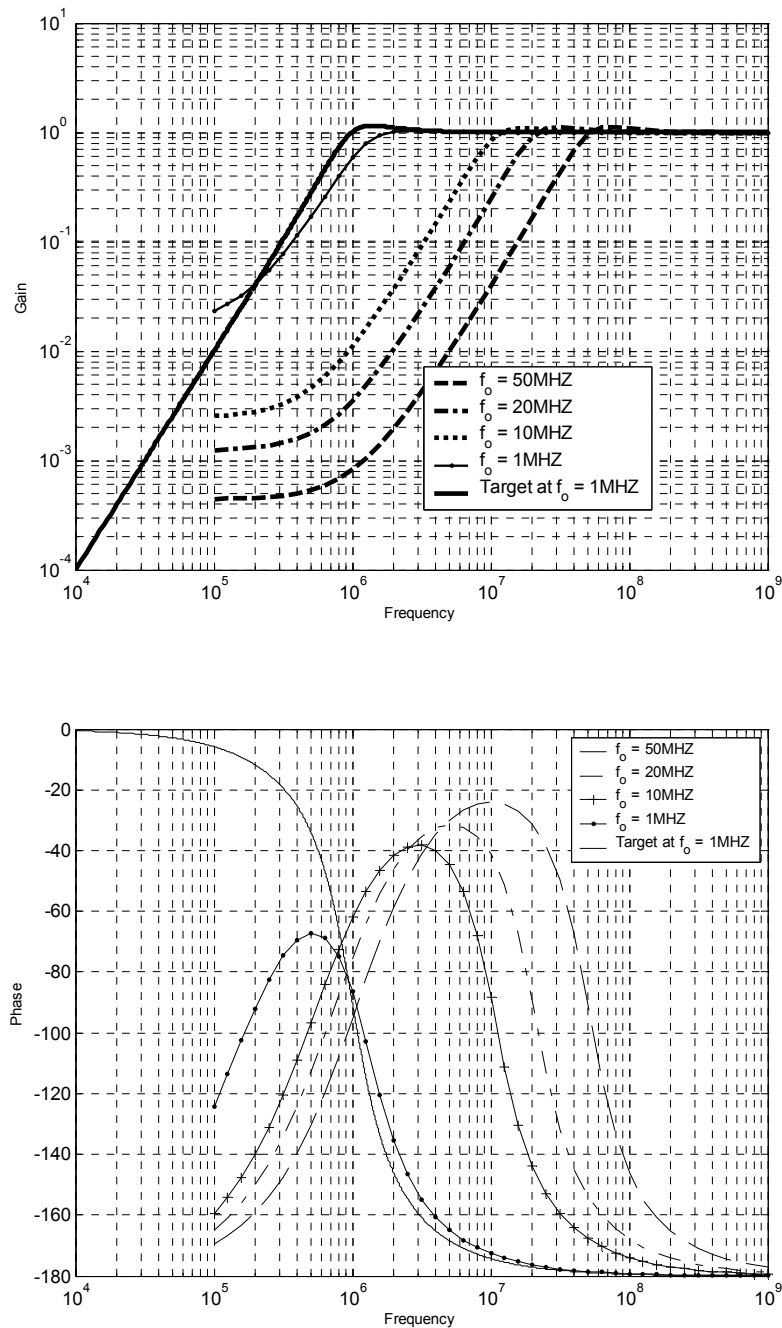 10^1
10^0
10^-1
10^-2
10^-3
10^-4
Gain
10^4 10^5 10^6 10^7 10^8 10^9
Frequency
f_o = 50MHZ
f_o = 20MHZ
f_o = 10MHZ
f_o = 1MHZ
Target at f_o = 1MHZ
0
-20
-40
-60
-80
-100
-120
-140
-160
-180
Phase
10^4 10^5 10^6 10^7 10^8 10^9
Frequency
f_o = 50MHZ
f_o = 20MHZ
f_o = 10MHZ
f_o = 1MHZ
Target at f_o = 1MHZ